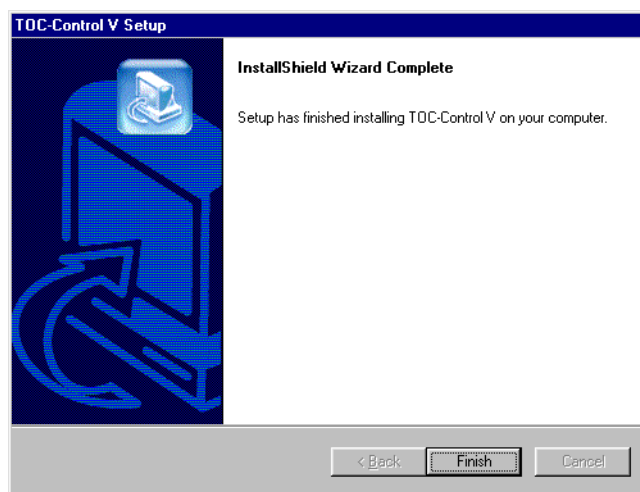 TOC-Control V Setup
InstallShield Wizard Complete
Setup has finished installing TOC-Control V on your computer.
< Back
Finish
Cancel